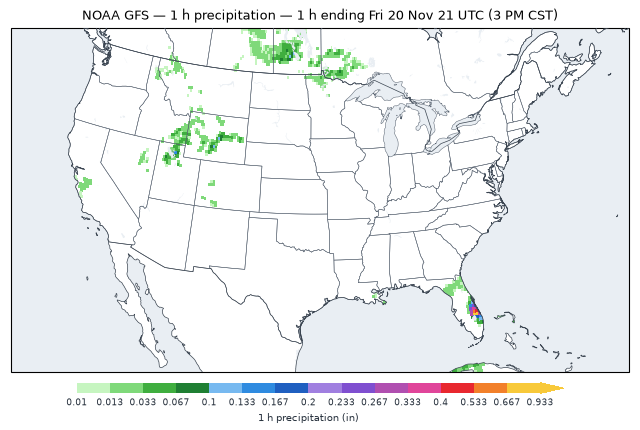 NOAA GFS — 1 h precipitation — 1 h ending Fri 20 Nov 21 UTC (3 PM CST)
0.01 0.013 0.033 0.067 0.1 0.133 0.167 0.2 0.233 0.267 0.333 0.4 0.533 0.667 0.933
1 h precipitation (in)